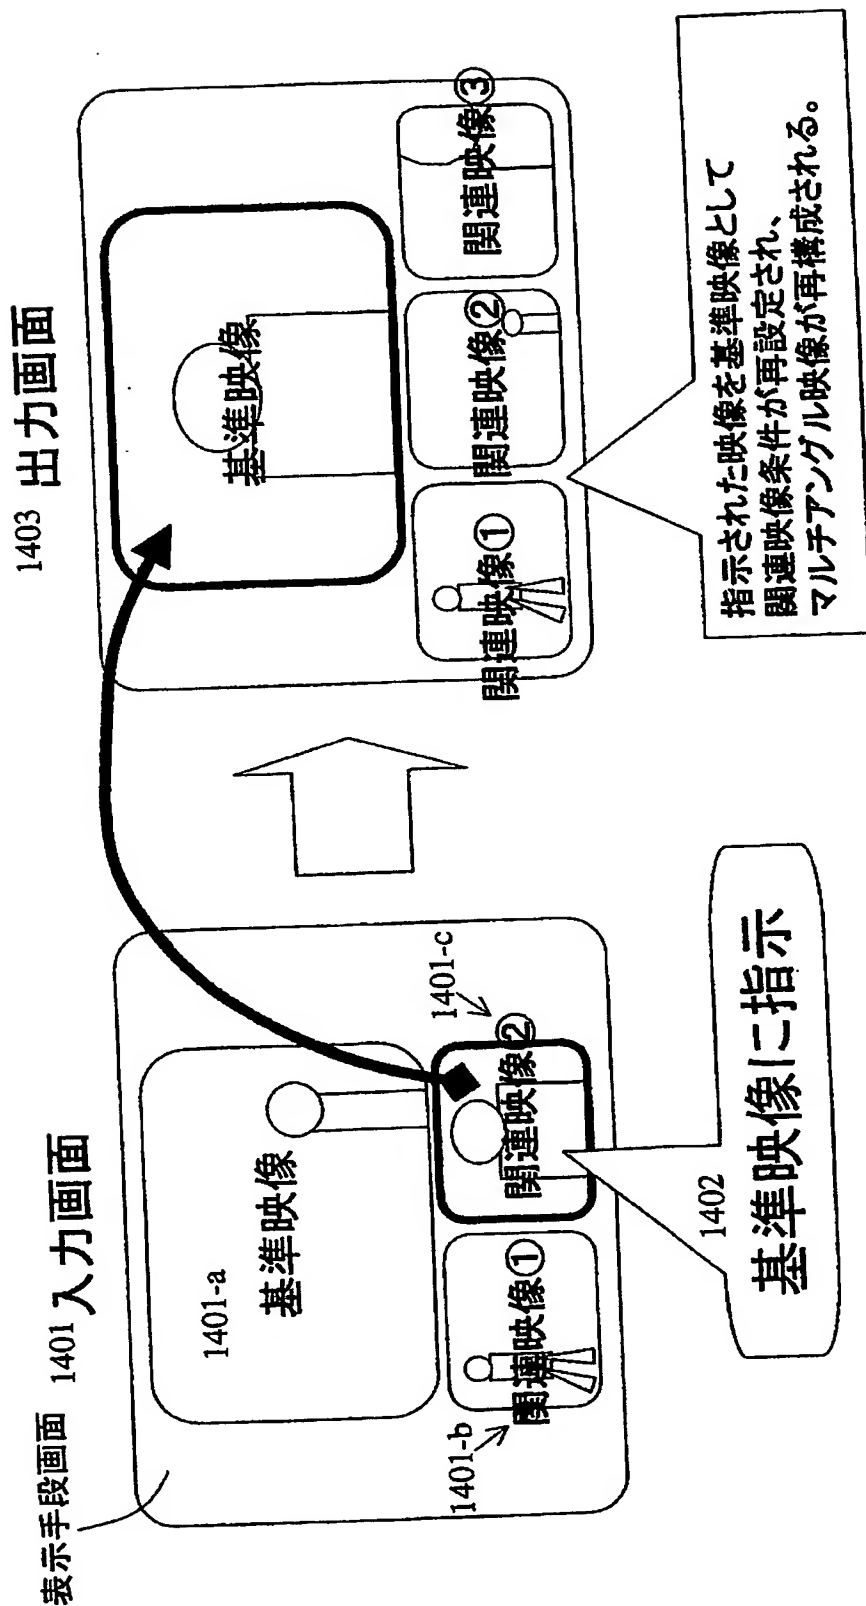 表示手段画面
1401 入力画面
1401-a
基準映像
1401-b
関連映像①
1401-c
関連映像②
1402
基準映像に指示
1403 出力画面
基準映像
関連映像①
関連映像②
関連映像③
指示された映像を基準映像として
関連映像条件が再設定され、
マルチアングル映像が再構成される。